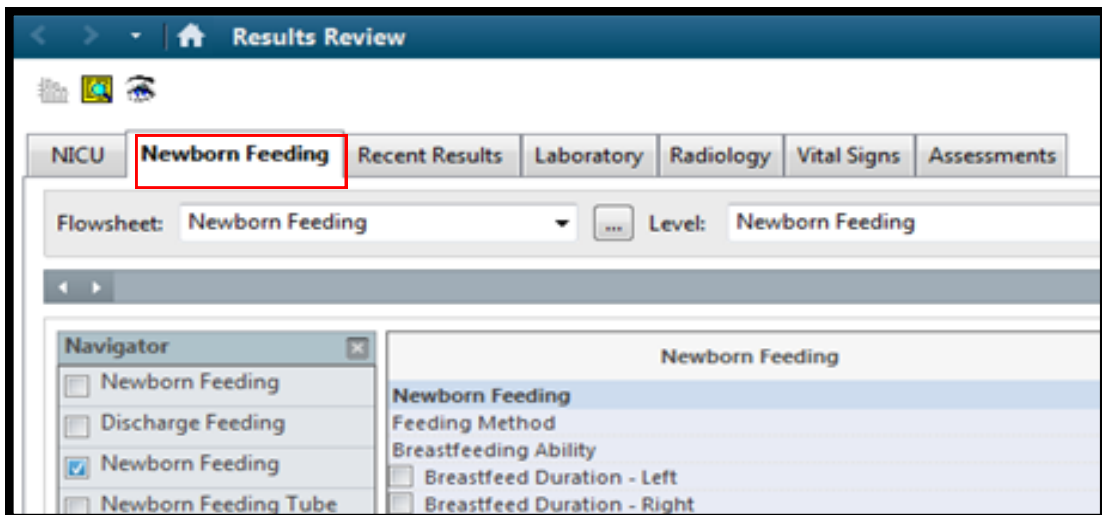 Results Review
NICU Newborn Feeding Recent Results Laboratory Radiology Vital Signs Assessments
Flowsheet: Newborn Feeding ... Level: Newborn Feeding
Navigator
Newborn Feeding
Discharge Feeding
Newborn Feeding
Newborn Feeding Tube
Newborn Feeding
Newborn Feeding
Feeding Method
Breastfeeding Ability
Breastfeed Duration - Left
Breastfeed Duration - Right